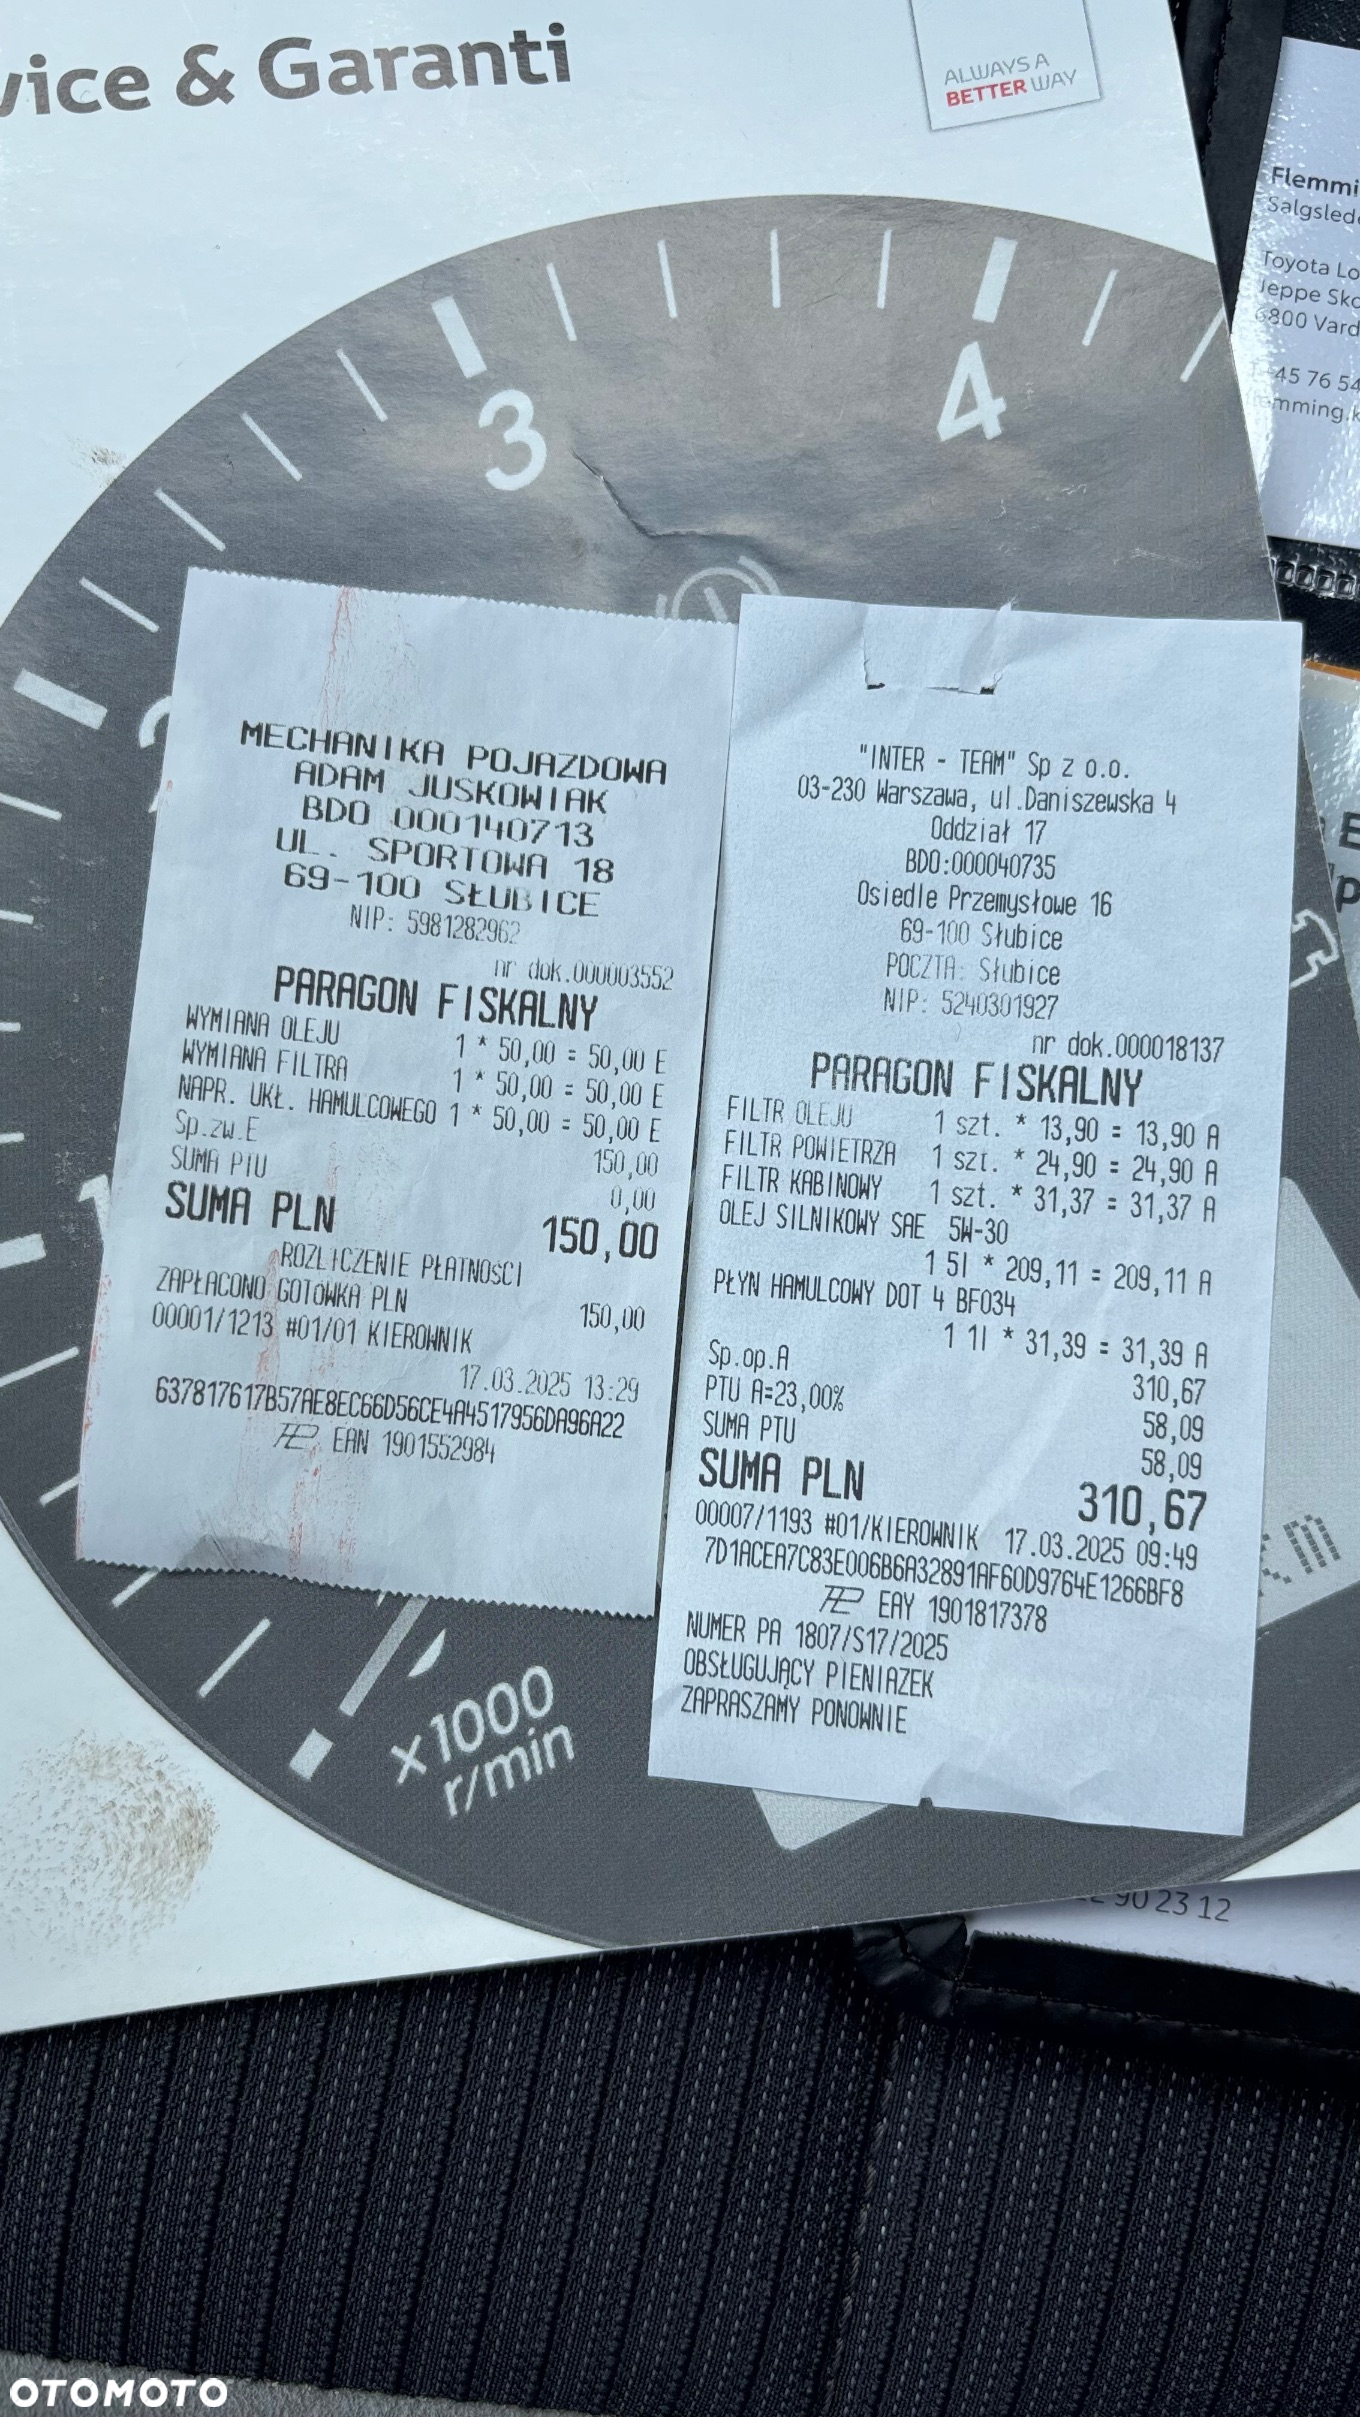 vice & Garanti
ALWAYS A
BETTER WAY
Flemmi
Salgslede
Toyota Lo
Jeppe Sko
6800 Vard
45 76 54
3
4
2
1
MECHANIKA POJAZDOWA
ADAM JUSKOWIAK
BDO 000140713
UL. SPORTOWA 18
69-100 SŁUBICE
NIP: 5981282962
nr dok.000003552
PARAGON FISKALNY
WYMIANA OLEJU 1 * 50,00 = 50,00 E
WYMIANA FILTRA 1 * 50,00 = 50,00 E
NAPR. UKŁ. HAMULCOWEGO 1 * 50,00 = 50,00 E
Sp.zw.E 150,00
SUMA PTU 0,00
SUMA PLN 150,00
ROZLICZENIE PŁATNOŚCI
ZAPŁACONO GOTÓWKA PLN 150,00
00001/1213 #01/01 KIEROWNIK
17.03.2025 13:29
637817617B57AE8EC66D56CE4A4517956DA96A22
EAN 1901552984
"INTER - TEAM" Sp z o.o.
03-230 Warszawa, ul.Daniszewska 4
Oddział 17
BDO:000040735
Osiedle Przemysłowe 16
69-100 Słubice
POCZTA: Słubice
NIP: 5240301927
nr dok.000018137
PARAGON FISKALNY
FILTR OLEJU 1 szt. * 13,90 = 13,90 A
FILTR POWIETRZA 1 szt. * 24,90 = 24,90 A
FILTR KABINOWY 1 szt. * 31,37 = 31,37 A
OLEJ SILNIKOWY SAE 5W-30
1 5l * 209,11 = 209,11 A
PŁYN HAMULCOWY DOT 4 BF034
1 1l * 31,39 = 31,39 A
Sp.op.A 310,67
PTU A=23,00% 58,09
SUMA PTU 58,09
SUMA PLN 310,67
00007/1193 #01/KIEROWNIK 17.03.2025 09:49
7D1ACEA7C83E006B6A32891AF60D9764E1266BF8
EAY 1901817378
NUMER PA 1807/S17/2025
OBSŁUGUJĄCY PIENIAZEK
ZAPRASZAMY PONOWNIE
x1000
r/min
km
90 23 12
OTOMOTO